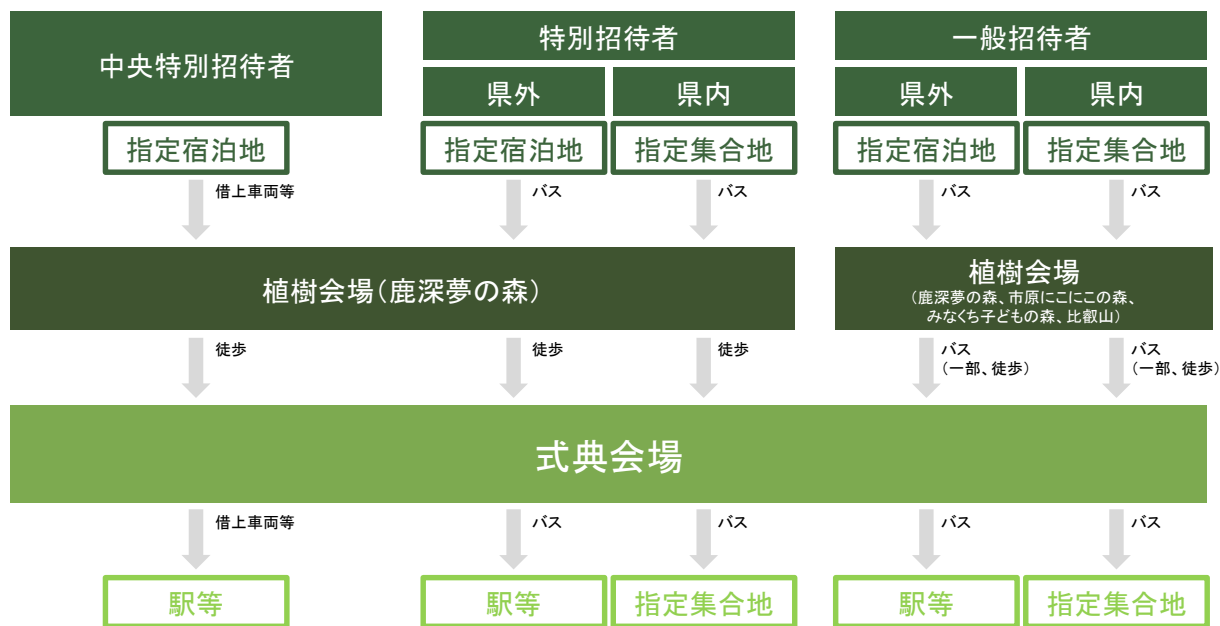 中央特別招待者
特別招待者
一般招待者
県外
県内
県外
県内
指定宿泊地
指定宿泊地
指定集合地
指定宿泊地
指定集合地
借上車両等
バス
バス
バス
バス
植樹会場(鹿深夢の森)
植樹会場
(鹿深夢の森、市原にこにこの森、
みなくち子どもの森、比叡山)
徒歩
徒歩
徒歩
バス
(一部、徒歩)
バス
(一部、徒歩)
式典会場
借上車両等
バス
バス
バス
バス
駅等
駅等
指定集合地
駅等
指定集合地